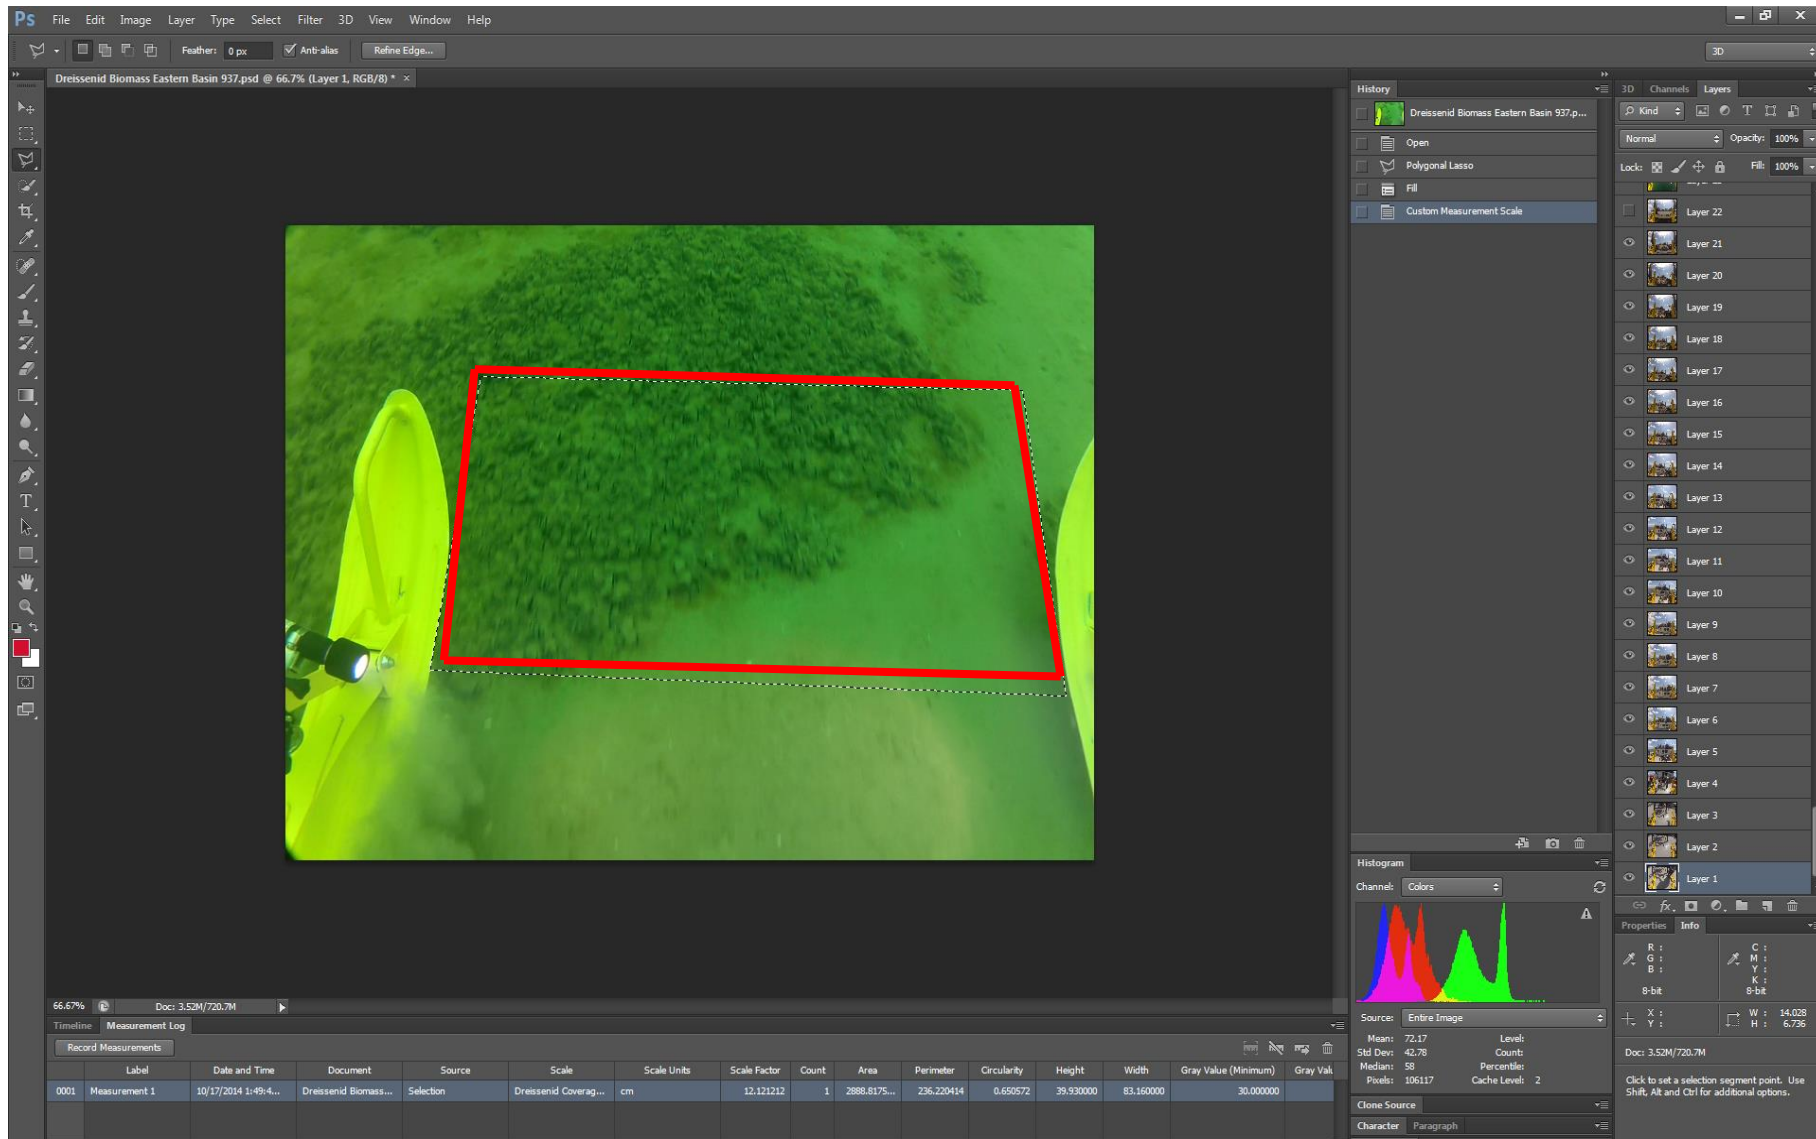 Ps File Edit Image Layer Type Select Filter 3D View Window Help
Feather: 0 px Anti-alias Refine Edge... 3D
Dreissenid Biomass Eastern Basin 937.psd @ 66.7% (Layer 1, RGB/8) * ×
History
Dreissenid Biomass Eastern Basin 937.p...
Open
Polygonal Lasso
Fill
Custom Measurement Scale
3D Channels Layers
Kind
Normal Opacity: 100%
Lock: Fill: 100%
Layer 22
Layer 21
Layer 20
Layer 19
Layer 18
Layer 17
Layer 16
Layer 15
Layer 14
Layer 13
Layer 12
Layer 11
Layer 10
Layer 9
Layer 8
Layer 7
Layer 6
Layer 5
Layer 4
Layer 3
Layer 2
Layer 1
Histogram
Channel: Colors
Source: Entire Image
Mean: 72.17 Level:
Std Dev: 42.78 Count:
Median: 58 Percentile:
Pixels: 106117 Cache Level: 2
Clone Source
Character Paragraph
Properties Info
R : C :
G : M :
B : Y :
K :
8-bit 8-bit
X : W : 14.028
Y : H : 6.736
Doc: 3.52M/720.7M
Click to set a selection segment point. Use
Shift, Alt and Ctrl for additional options.
66.67% Doc: 3.52M/720.7M
Timeline Measurement Log
Record Measurements
Label Date and Time Document Source Scale Scale Units Scale Factor Count Area Perimeter Circularity Height Width Gray Value (Minimum) Gray Valu
0001 Measurement 1 10/17/2014 1:49:4... Dreissenid Biomass... Selection Dreissenid Coverag... cm 12.121212 1 2888.8175... 236.220414 0.650572 39.930000 83.160000 30.000000